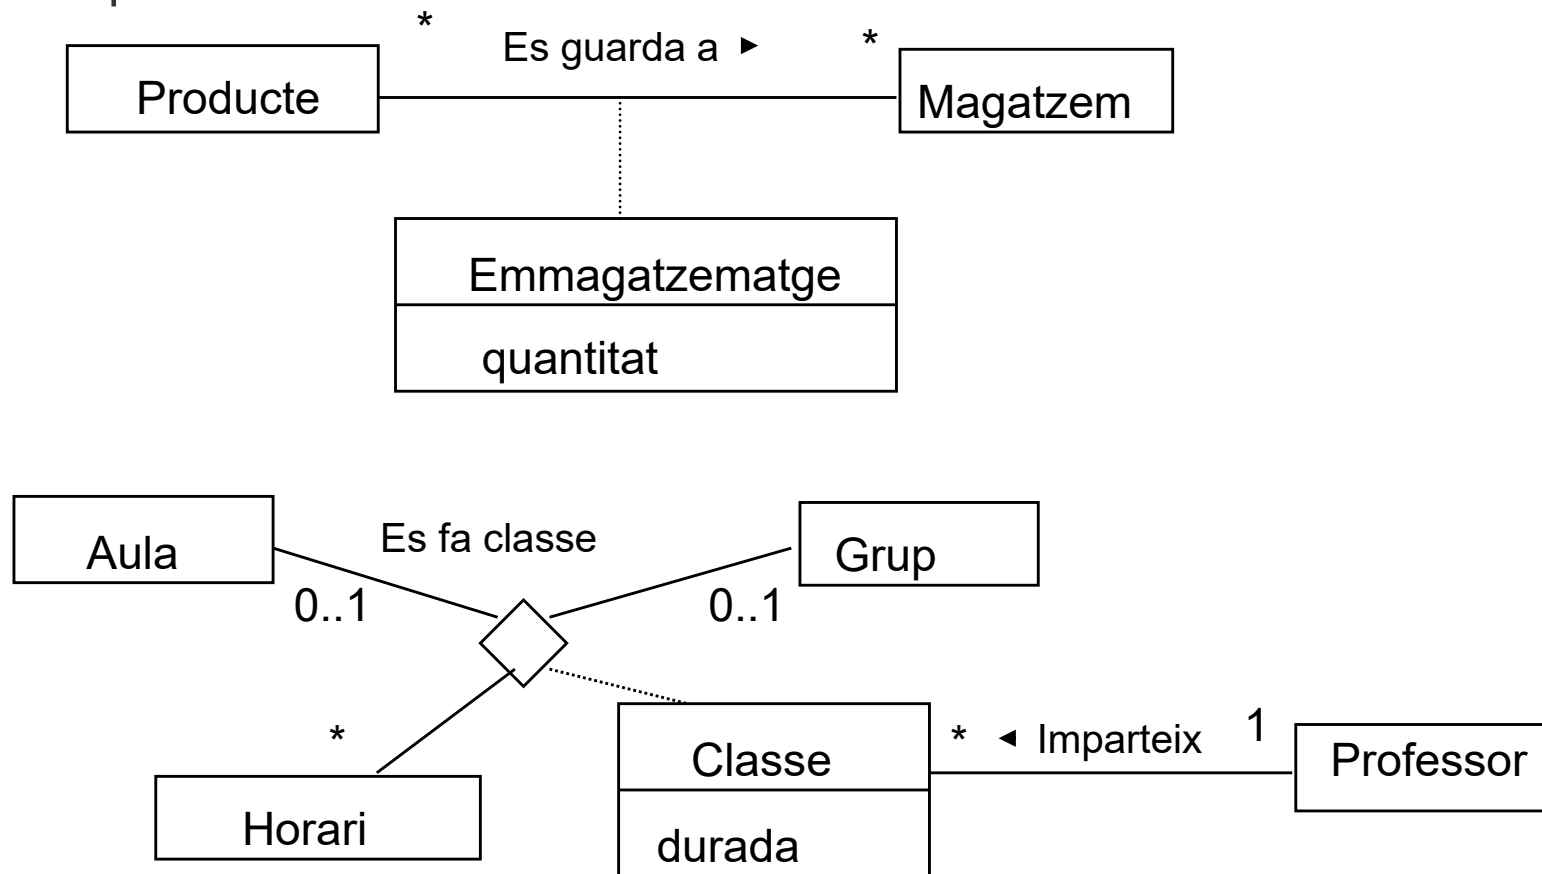 *
Es guarda a ►
*
Producte
Magatzem
Emmagatzematge
quantitat
Aula
Es fa classe
Grup
0..1
0..1
*
Classe
* ◄ Imparteix 1
Professor
Horari
durada